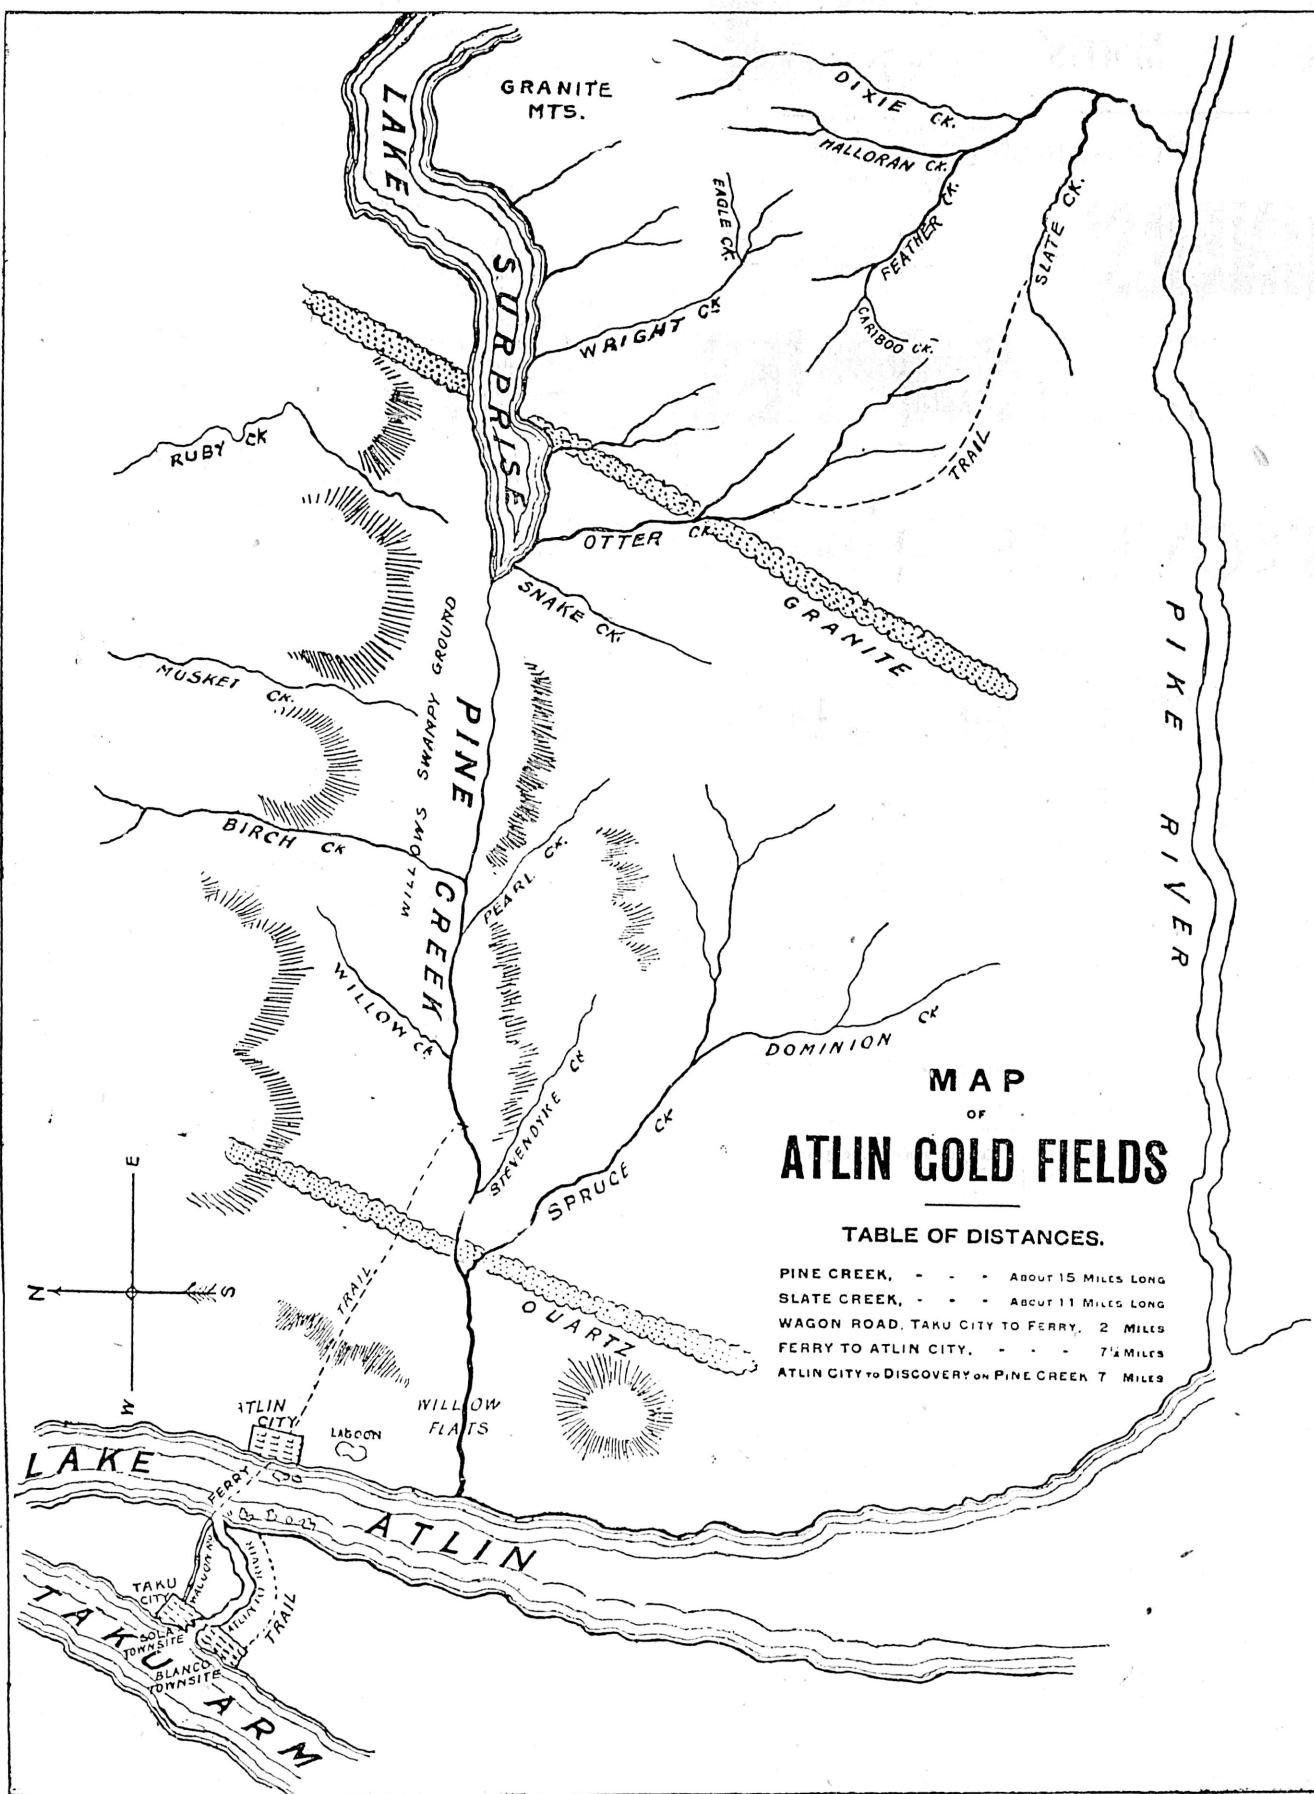 GRANITE
MTS.
LAKE SURPRISE
DIXIE CK.
HALLORAN CK.
FEATHER CK.
SLATE CK.
EAGLE CK.
WRIGHT CK
CARIBOO CK.
TRAIL
RUBY CK
OTTER CK.
SNAKE CK.
GRANITE
PIKE RIVER
MUSKET CK.
WILLOWS SWAMPY GROUND
PINE CREEK
BIRCH CK
PEARL CK.
WILLOW CK
DOMINION CK
STEVENDYKE CK
SPRUCE CK
MAP
OF
ATLIN GOLD FIELDS
TABLE OF DISTANCES.
PINE CREEK, - - - ABOUT 15 MILES LONG
SLATE CREEK, - - - ABOUT 11 MILES LONG
WAGON ROAD, TAKU CITY TO FERRY, 2 MILES
FERRY TO ATLIN CITY, - - - 7½ MILES
ATLIN CITY TO DISCOVERY ON PINE CREEK 7 MILES
E
N
S
W
TRAIL
QUARTZ
ATLIN
CITY
LAGOON
WILLOW
FLATS
LAKE ATLIN
FERRY
ATLINTOO RIVER
TRAIL
TAKU
CITY
SOLA
TOWNSITE
BLANCO
TOWNSITE
TAKU ARM